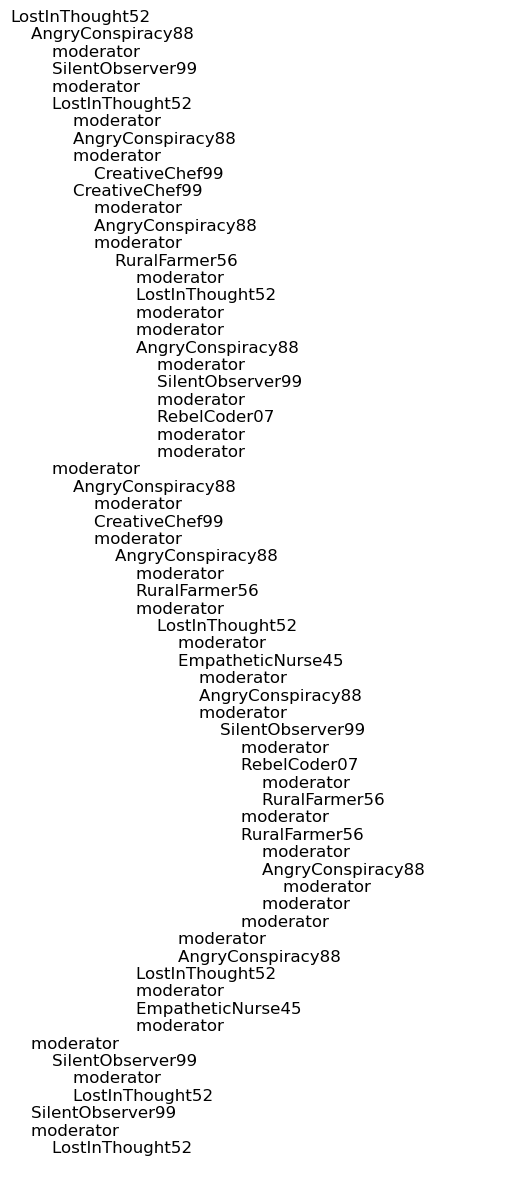 LostInThought52
AngryConspiracy88
moderator
SilentObserver99
moderator
LostInThought52
moderator
AngryConspiracy88
moderator
CreativeChef99
CreativeChef99
moderator
AngryConspiracy88
moderator
RuralFarmer56
moderator
LostInThought52
moderator
moderator
AngryConspiracy88
moderator
SilentObserver99
moderator
RebelCoder07
moderator
moderator
moderator
AngryConspiracy88
moderator
CreativeChef99
moderator
AngryConspiracy88
moderator
RuralFarmer56
moderator
LostInThought52
moderator
EmpatheticNurse45
moderator
AngryConspiracy88
moderator
SilentObserver99
moderator
RebelCoder07
moderator
RuralFarmer56
moderator
RuralFarmer56
moderator
AngryConspiracy88
moderator
moderator
moderator
moderator
AngryConspiracy88
LostInThought52
moderator
EmpatheticNurse45
moderator
moderator
SilentObserver99
moderator
LostInThought52
SilentObserver99
moderator
LostInThought52